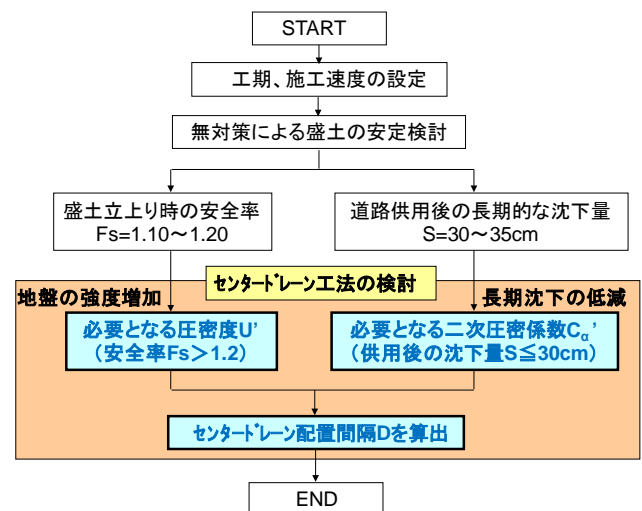 START
工期、施工速度の設定
無対策による盛土の安定検討
盛土立上り時の安全率
Fs=1.10～1.20
道路供用後の長期的な沈下量
S=30～35cm
ｾﾝﾀｰﾄﾞﾚｰﾝ工法の検討
地盤の強度増加
長期沈下の低減
必要となる圧密度U'
（安全率Fs＞1.2）
必要となる二次圧密係数Cα'
（供用後の沈下量S≦30cm）
ｾﾝﾀｰﾄﾞﾚｰﾝ配置間隔Dを算出
END